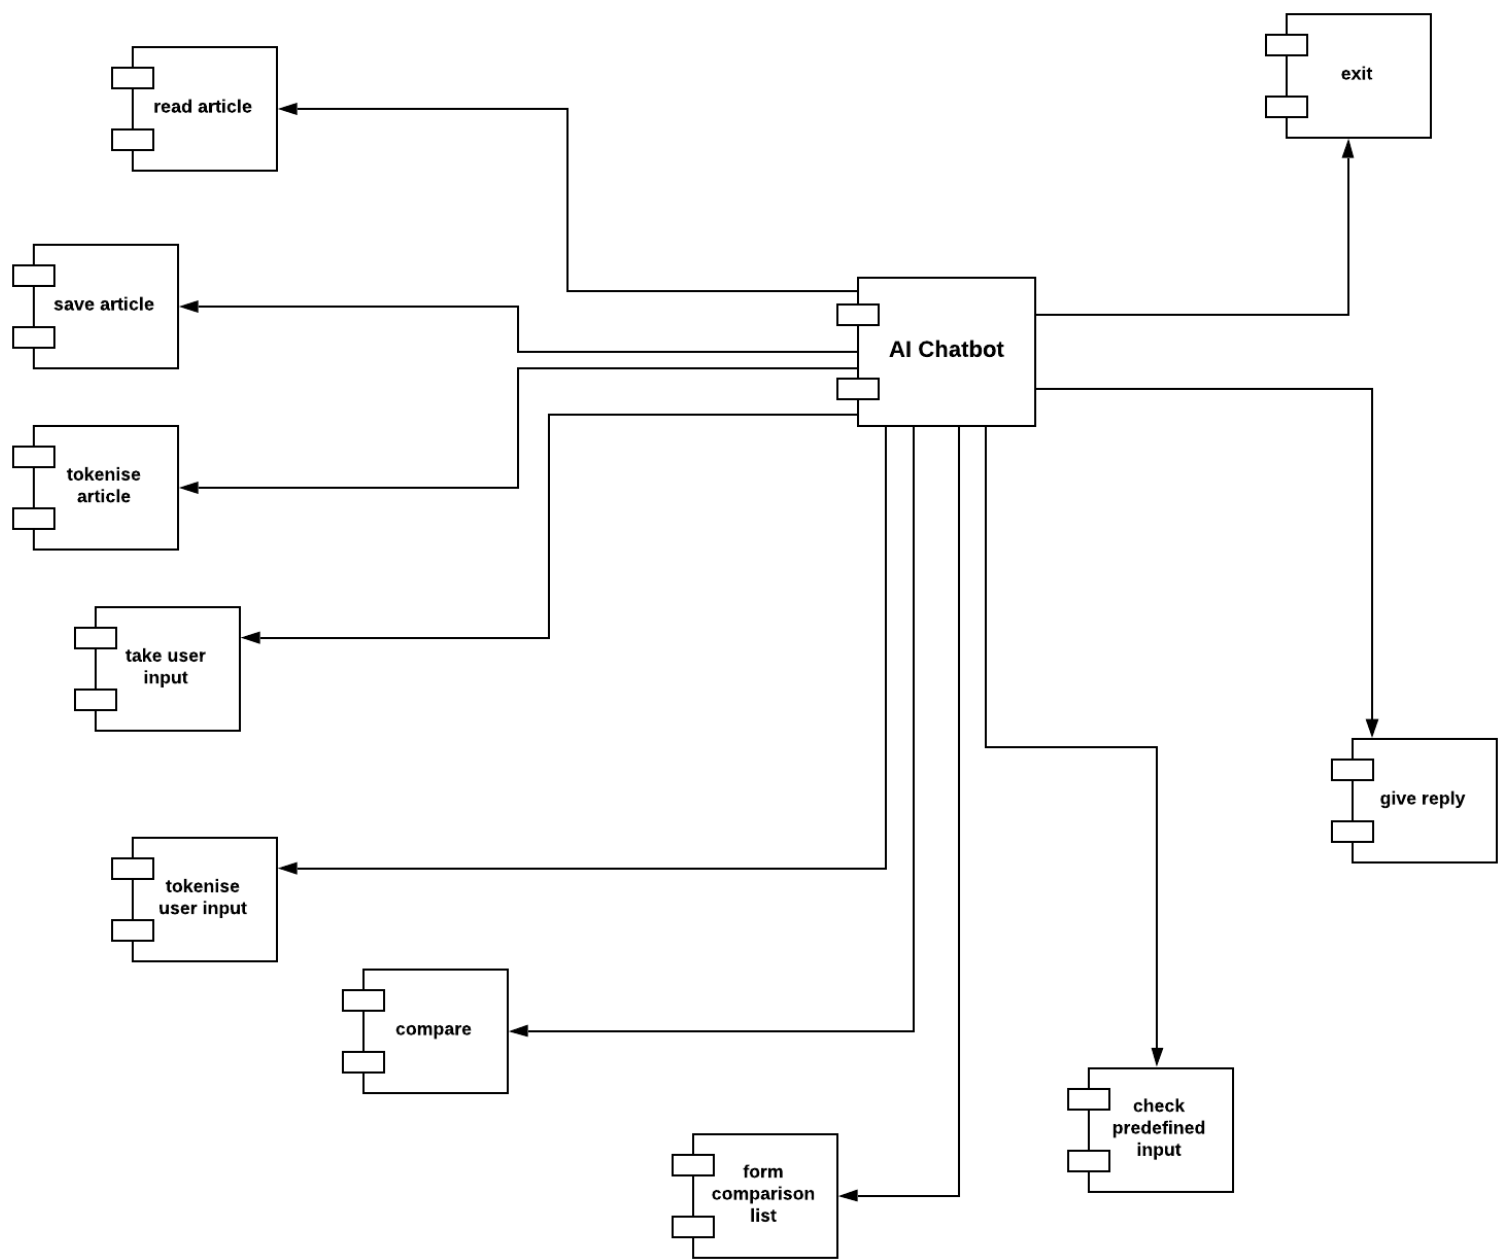 exit
read article
save article
AI Chatbot
tokenise
article
take user
input
give reply
tokenise
user input
compare
check
predefined
input
form
comparison
list